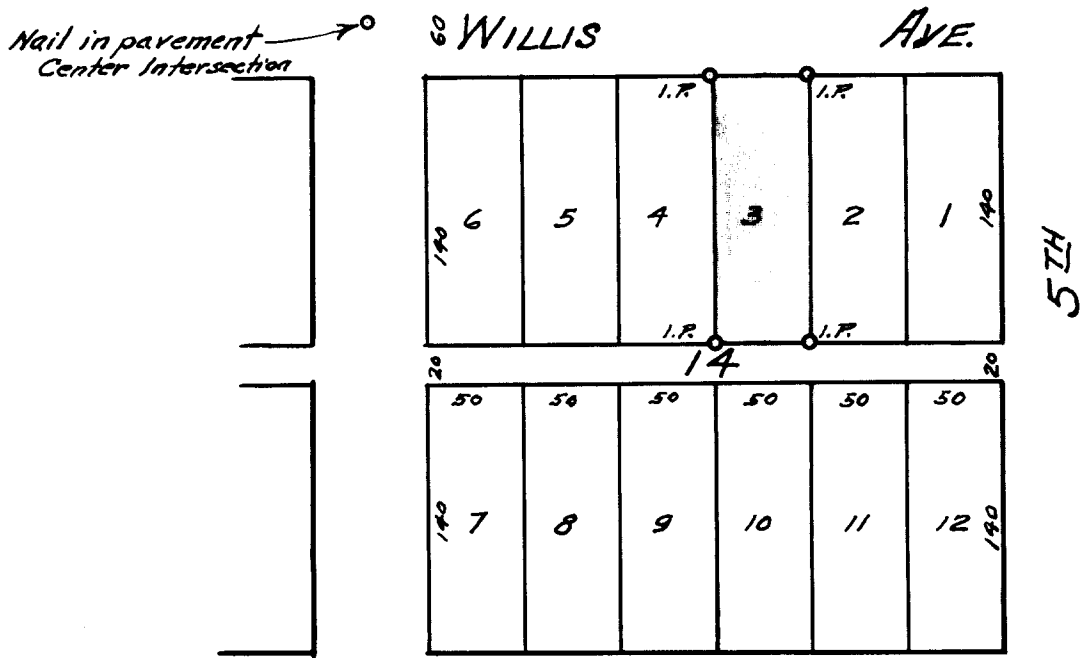 Nail in pavement
Center Intersection
60 WILLIS AVE.
I.P. I.P.
6 5 4 3 2 1
140 140
5TH
I.P. I.P.
20 14 20
50 50 50 50 50 50
7 8 9 10 11 12
140 140